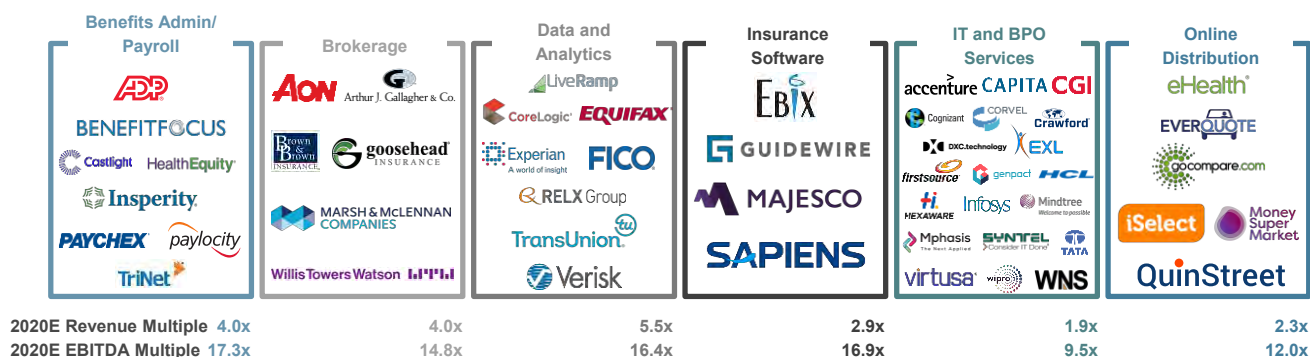 Benefits Admin/
Payroll
ADP
BENEFITFOCUS
Castlight HealthEquity
Insperity
PAYCHEX paylocity
TriNet
Brokerage
AON Arthur J. Gallagher & Co.
Brown & Brown INSURANCE goosehead INSURANCE
MARSH & McLENNAN
COMPANIES
Willis Towers Watson
Data and
Analytics
LiveRamp
CoreLogic EQUIFAX
Experian FICO
A world of insight
RELX Group
TransUnion tu
Verisk
Insurance
Software
EBIX
GUIDEWIRE
MAJESCO
SAPIENS
IT and BPO
Services
accenture CAPITA CGI
Cognizant CORVEL Crawford
DXC.technology EXL
firstsource genpact HCL
HEXAWARE Infosys Mindtree
Welcome to possible
Mphasis SYNTEL TATA
The Next Applied Consider IT Done
virtusa wipro WNS
Online
Distribution
eHealth
EVERQUOTE
gocompare.com
iSelect Money
Super
Market
QuinStreet
2020E Revenue Multiple 4.0x 4.0x 5.5x 2.9x 1.9x 2.3x
2020E EBITDA Multiple 17.3x 14.8x 16.4x 16.9x 9.5x 12.0x